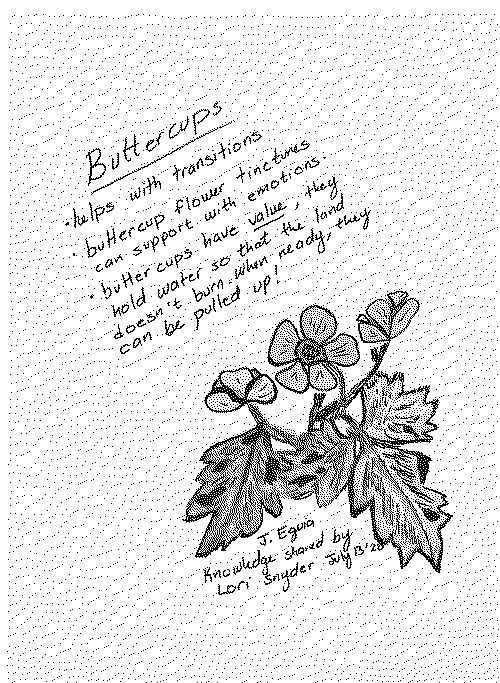 Buttercups
• helps with transitions
• buttercup flower tinctures
can support with emotions.
• buttercups have value, they
hold water so that the land
doesn't burn. when ready, they
can be pulled up!
J. Eguia
Knowledge shared by
Lori Snyder July 13 '20